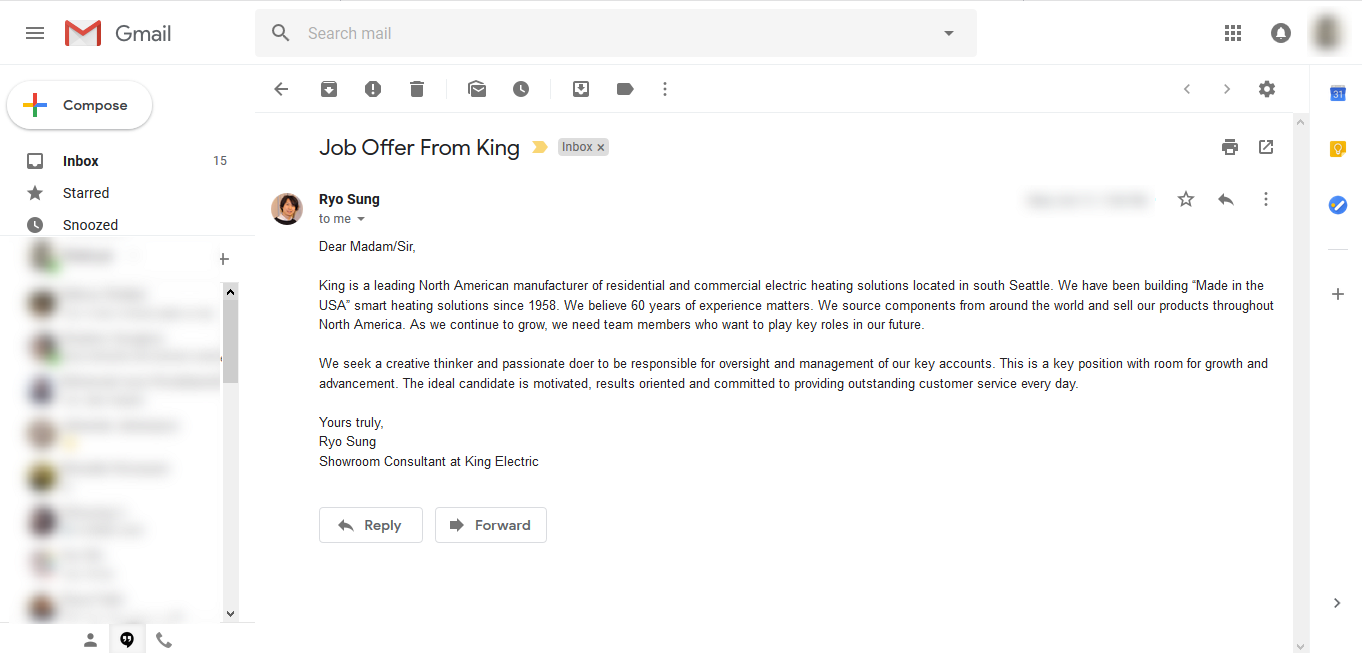 Gmail
Search mail
Compose
31
Job Offer From King
Inbox ×
Inbox 15
Starred
Snoozed
Ryo Sung
to me
Dear Madam/Sir,
King is a leading North American manufacturer of residential and commercial electric heating solutions located in south Seattle. We have been building “Made in the
USA” smart heating solutions since 1958. We believe 60 years of experience matters. We source components from around the world and sell our products throughout
North America. As we continue to grow, we need team members who want to play key roles in our future.
We seek a creative thinker and passionate doer to be responsible for oversight and management of our key accounts. This is a key position with room for growth and
advancement. The ideal candidate is motivated, results oriented and committed to providing outstanding customer service every day.
Yours truly,
Ryo Sung
Showroom Consultant at King Electric
Reply
Forward